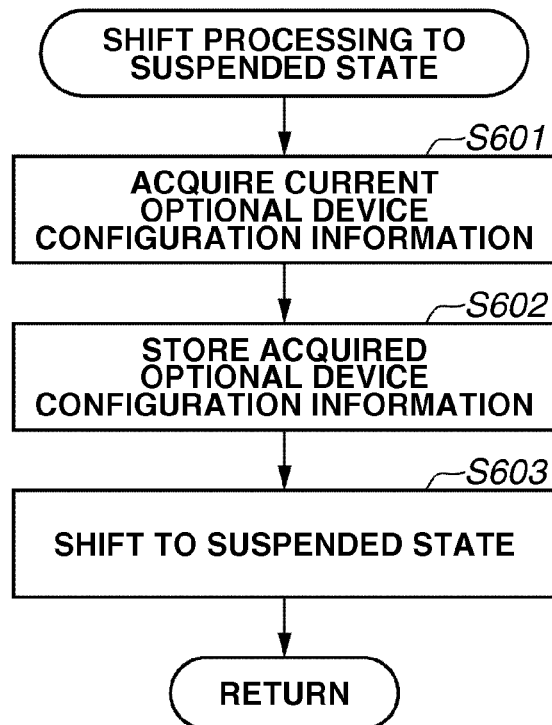 SHIFT PROCESSING TO
SUSPENDED STATE
S601
ACQUIRE CURRENT
OPTIONAL DEVICE
CONFIGURATION INFORMATION
S602
STORE ACQUIRED
OPTIONAL DEVICE
CONFIGURATION INFORMATION
S603
SHIFT TO SUSPENDED STATE
RETURN